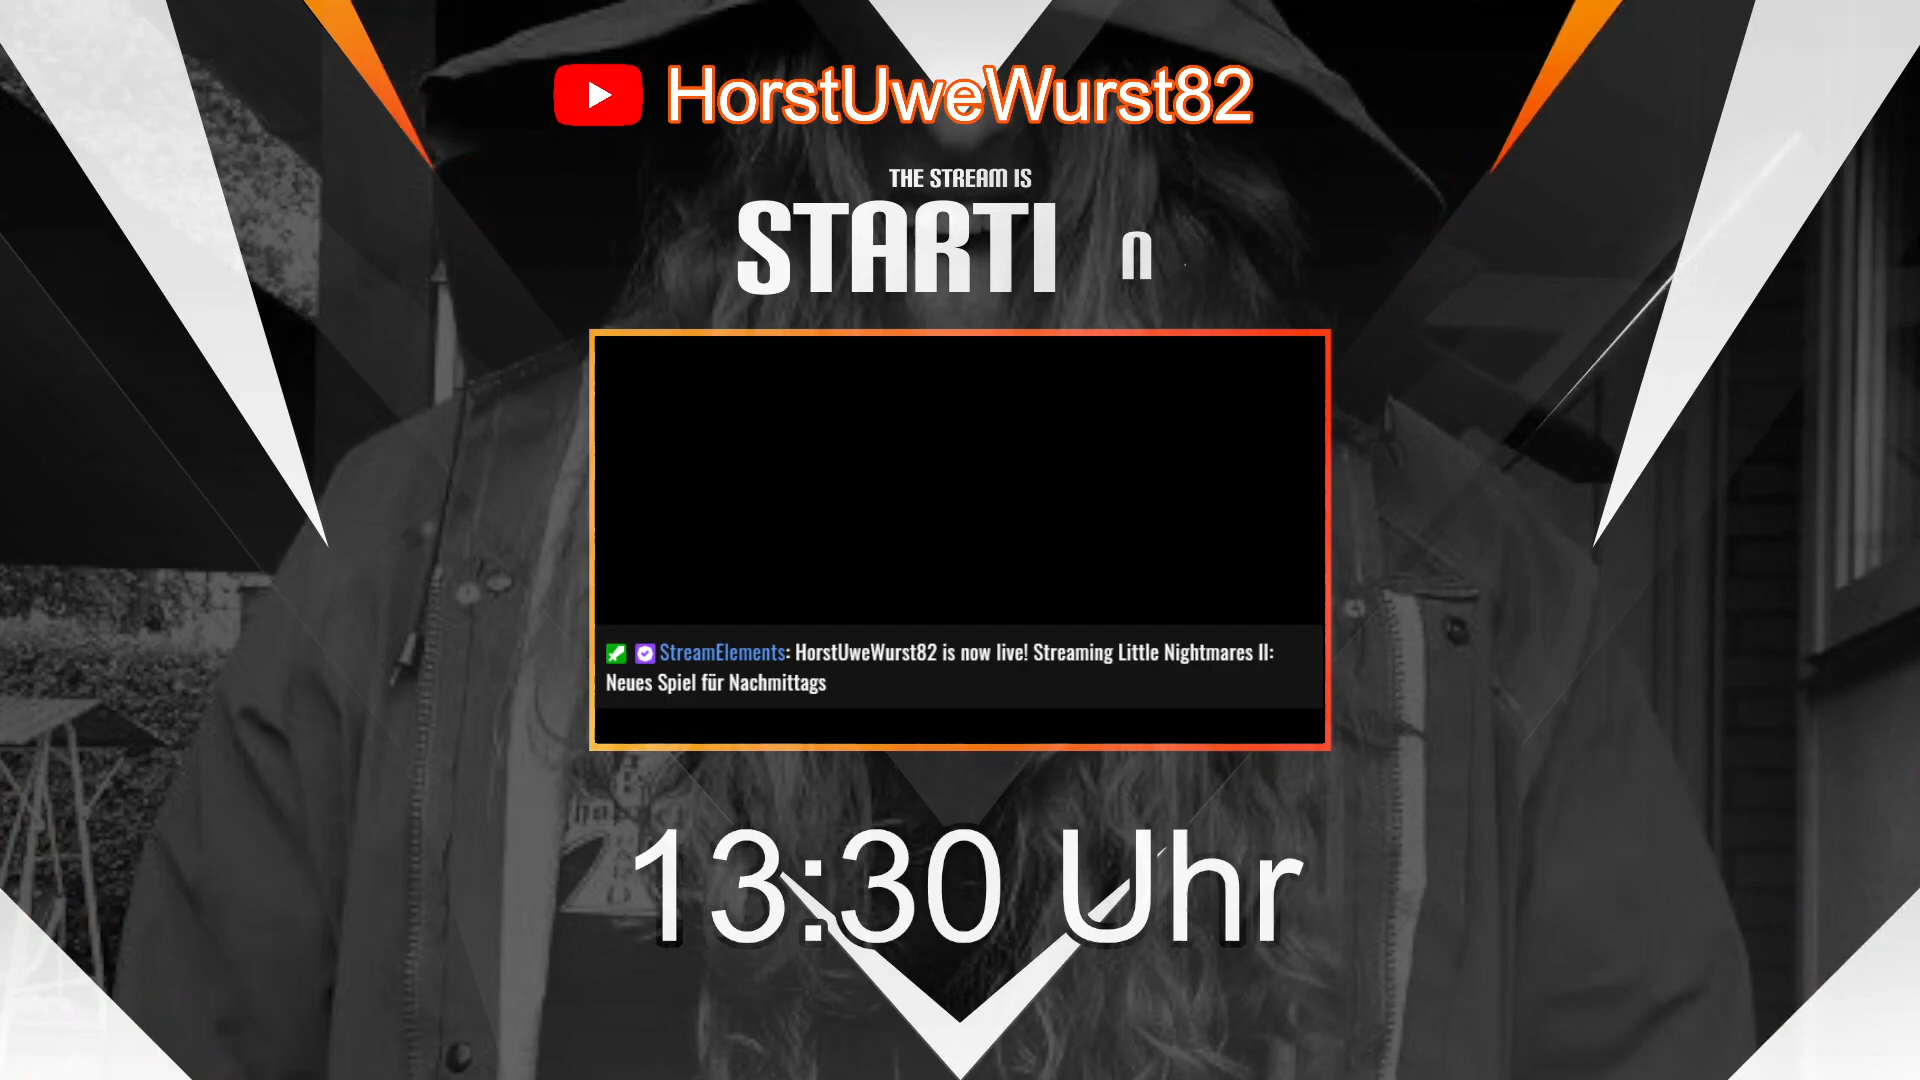 HorstUweWurst82
THE STREAM IS
STARTI n
StreamElements: HorstUweWurst82 is now live! Streaming Little Nightmares II:
Neues Spiel für Nachmittags
13:30 Uhr